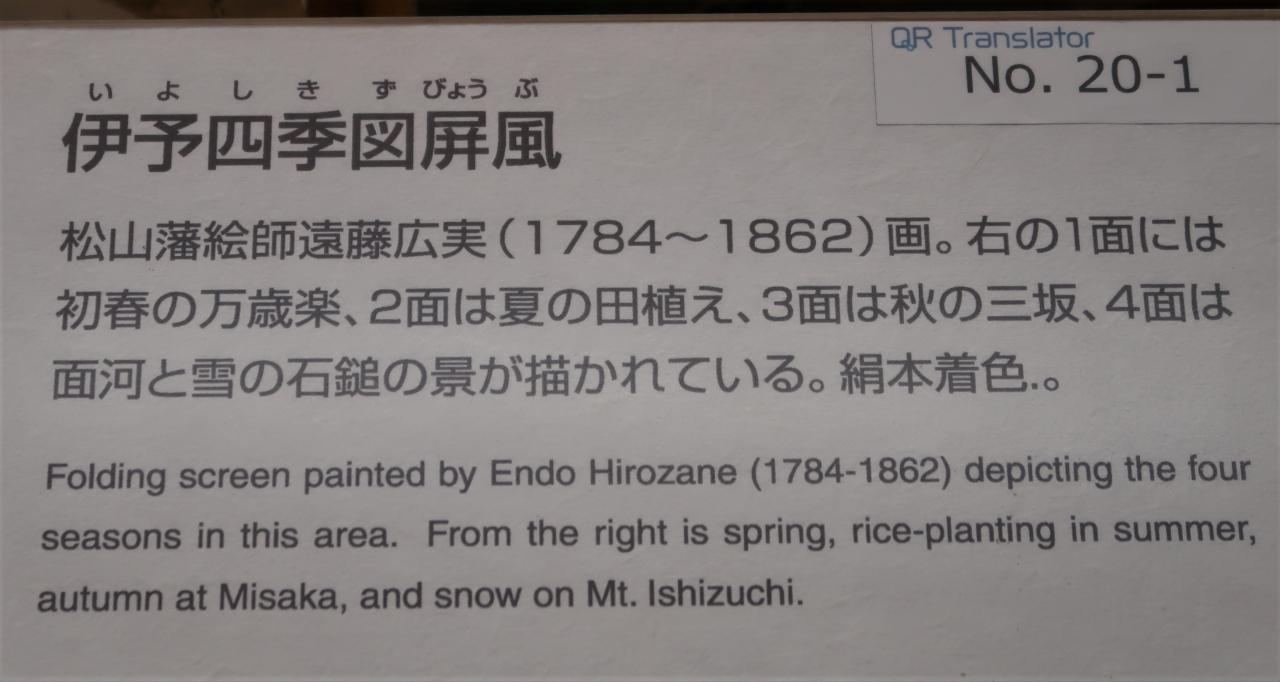 QR Translator
No. 20-1
い よ し き ず びょう ぶ
伊予四季図屏風
松山藩絵師遠藤広実（1784～1862）画。右の1面には
初春の万歳楽、2面は夏の田植え、3面は秋の三坂、4面は
面河と雪の石鎚の景が描かれている。絹本着色.。
Folding screen painted by Endo Hirozane (1784-1862) depicting the four
seasons in this area. From the right is spring, rice-planting in summer,
autumn at Misaka, and snow on Mt. Ishizuchi.